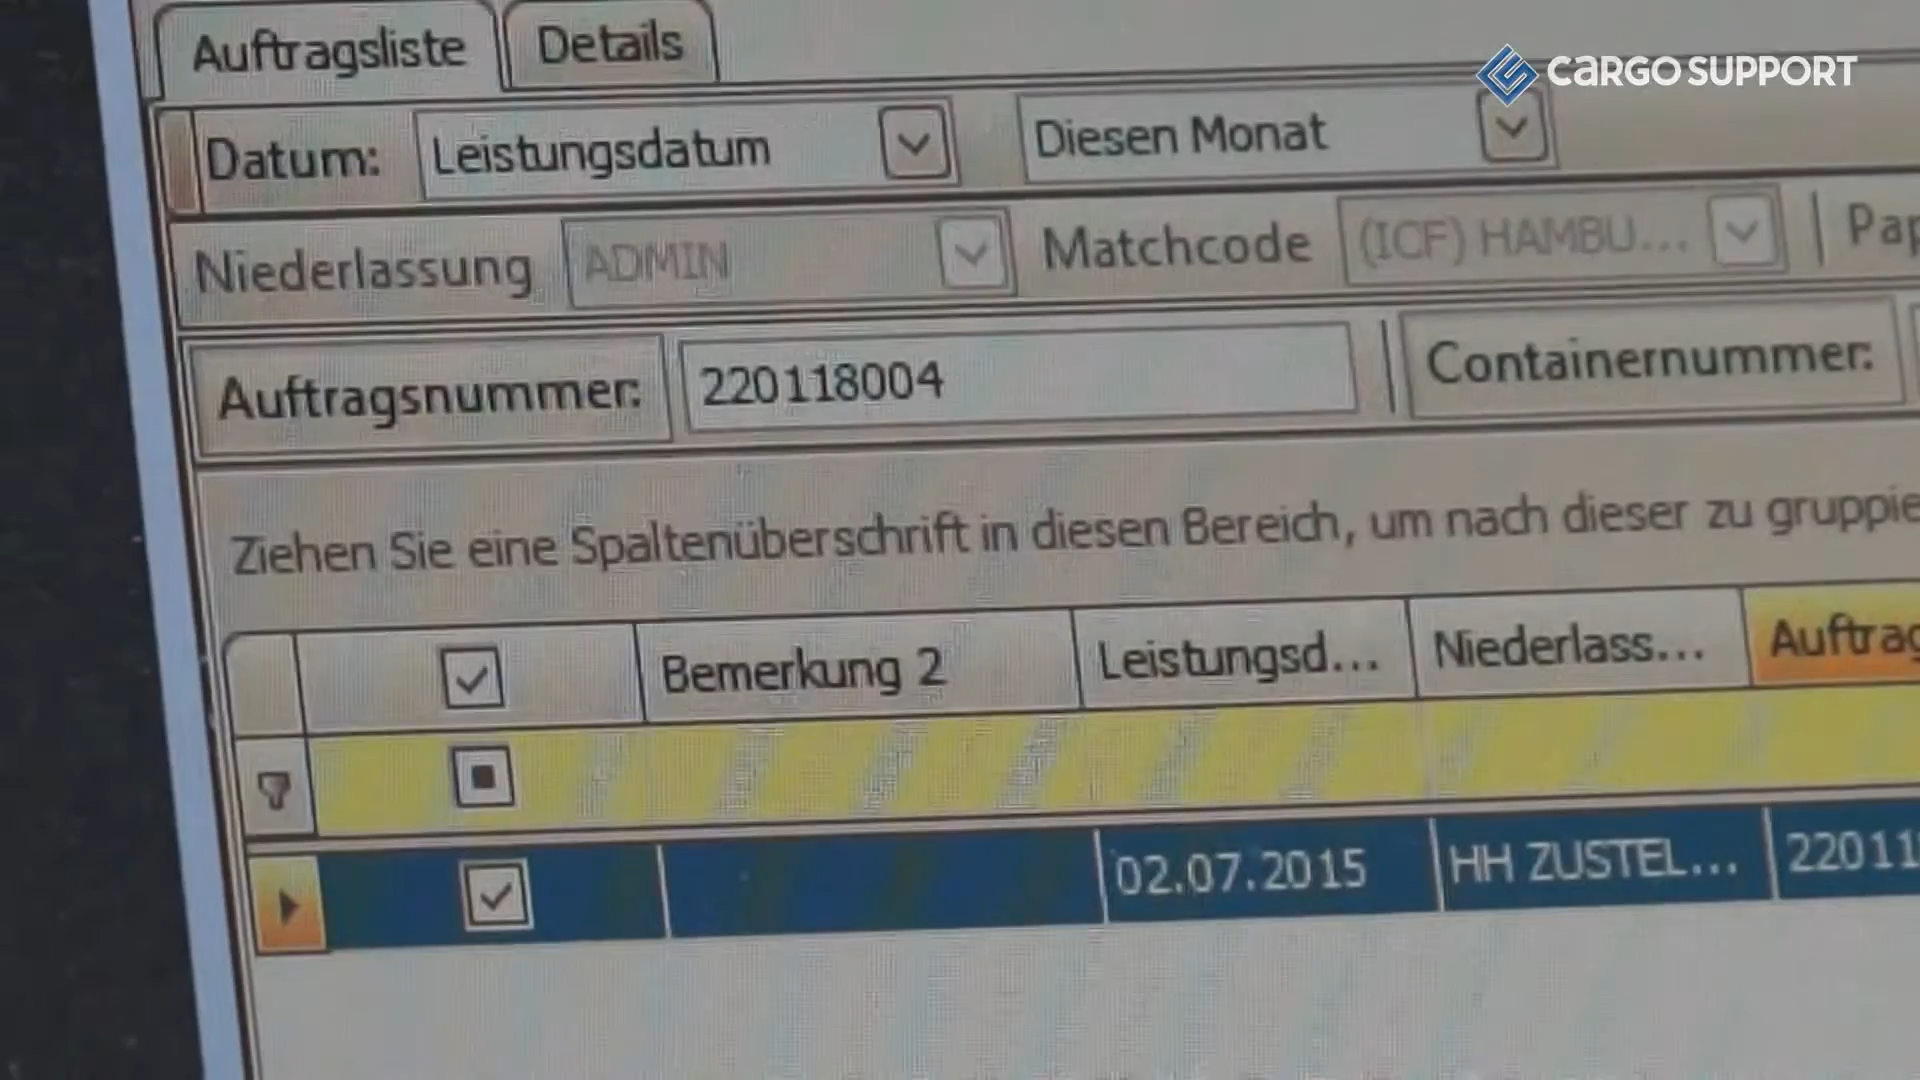 Auftragsliste Details
CARGO SUPPORT
Datum: Leistungsdatum Diesen Monat
Niederlassung ADMIN Matchcode (ICF) HAMBU... Pap
Auftragsnummer: 220118004 Containernummer:
Ziehen Sie eine Spaltenüberschrift in diesen Bereich, um nach dieser zu gruppie
Bemerkung 2 Leistungsd... Niederlass... Auftrag
02.07.2015 HH ZUSTEL... 22011